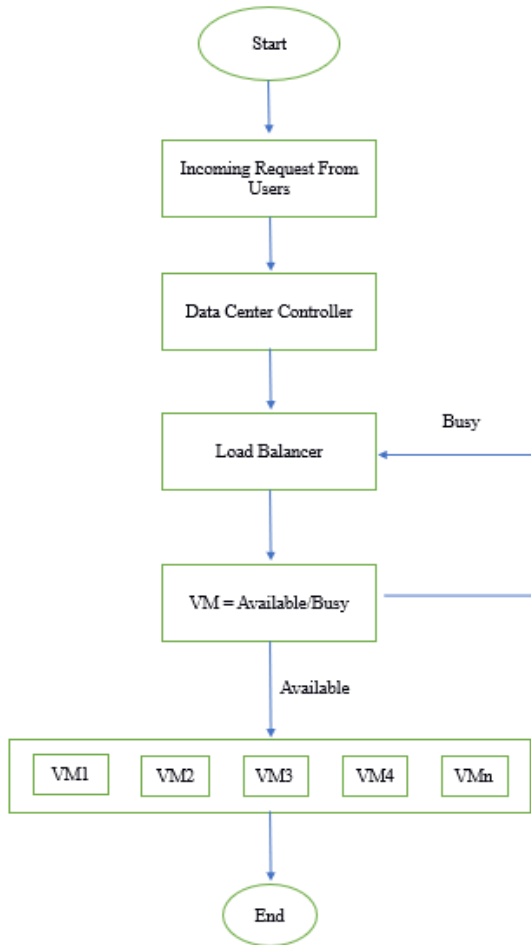 Start
Incoming Request From
Users
Data Center Controller
Busy
Load Balancer
VM = Available/Busy
Available
VM1 VM2 VM3 VM4 VMn
End